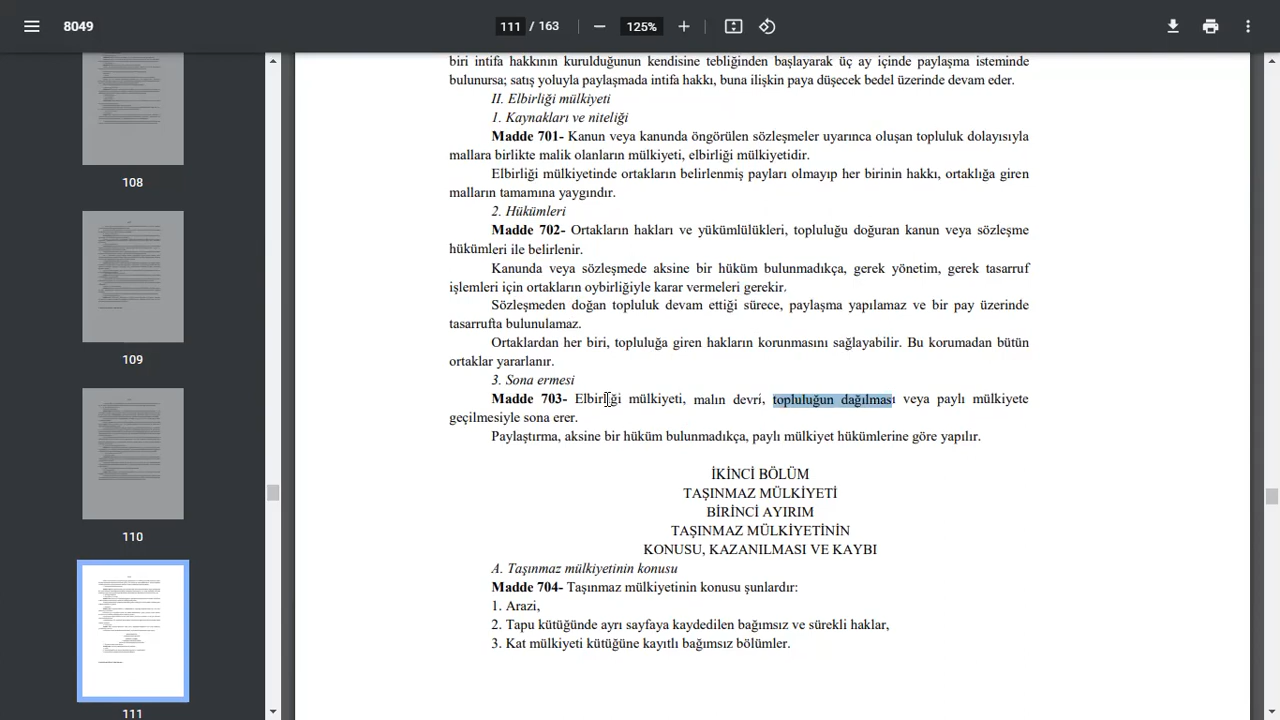 8049
111 / 163
125%
108
109
110
111
biri intifa hakkının kurulduğunun kendisine tebliğinden başlayarak üç ay içinde paylaşma isteminde
bulunursa; satış yoluyla paylaşmada intifa hakkı, buna ilişkin paya düşecek bedel üzerinde devam eder.
II. Elbirliği mülkiyeti
1. Kaynakları ve niteliği
Madde 701- Kanun veya kanunda öngörülen sözleşmeler uyarınca oluşan topluluk dolayısıyla
mallara birlikte malik olanların mülkiyeti, elbirliği mülkiyetidir.
Elbirliği mülkiyetinde ortakların belirlenmiş payları olmayıp her birinin hakkı, ortaklığa giren
malların tamamına yaygındır.
2. Hükümleri
Madde 702- Ortakların hakları ve yükümlülükleri, topluluğu doğuran kanun veya sözleşme
hükümleri ile belirlenir.
Kanunda veya sözleşmede aksine bir hüküm bulunmadıkça, gerek yönetim, gerek tasarruf
işlemleri için ortakların oybirliğiyle karar vermeleri gerekir.
Sözleşmeden doğan topluluk devam ettiği sürece, paylaşma yapılamaz ve bir pay üzerinde
tasarrufta bulunulamaz.
Ortaklardan her biri, topluluğa giren hakların korunmasını sağlayabilir. Bu korumadan bütün
ortaklar yararlanır.
3. Sona ermesi
Madde 703- Elbirliği mülkiyeti, malın devri, topluluğun dağılması veya paylı mülkiyete
geçilmesiyle sona erer.
Paylaştırma, aksine bir hüküm bulunmadıkça, paylı mülkiyet hükümlerine göre yapılır.
İKİNCİ BÖLÜM
TAŞINMAZ MÜLKİYETİ
BİRİNCİ AYIRIM
TAŞINMAZ MÜLKİYETİNİN
KONUSU, KAZANILMASI VE KAYBI
A. Taşınmaz mülkiyetinin konusu
Madde 704- Taşınmaz mülkiyetinin konusu şunlardır:
1. Arazi,
2. Tapu kütüğünde ayrı sayfaya kaydedilen bağımsız ve sürekli haklar,
3. Kat mülkiyeti kütüğüne kayıtlı bağımsız bölümler.